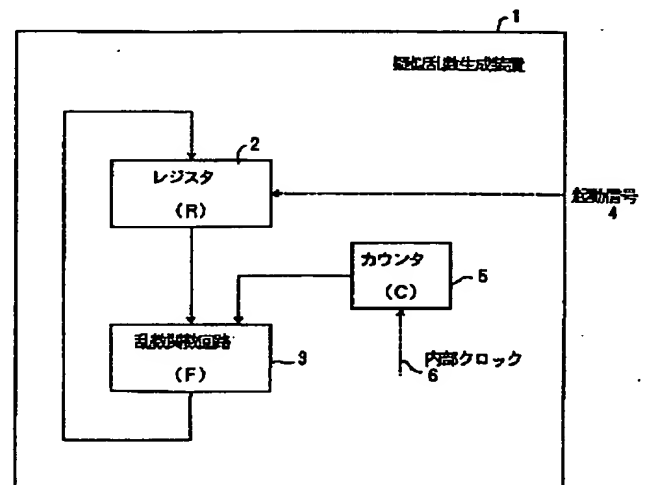 1
疑似乱数生成装置
2
レジスタ
(R)
起動信号
4
カウンタ
(C)
5
乱数関数回路
(F)
3
内部クロック
6